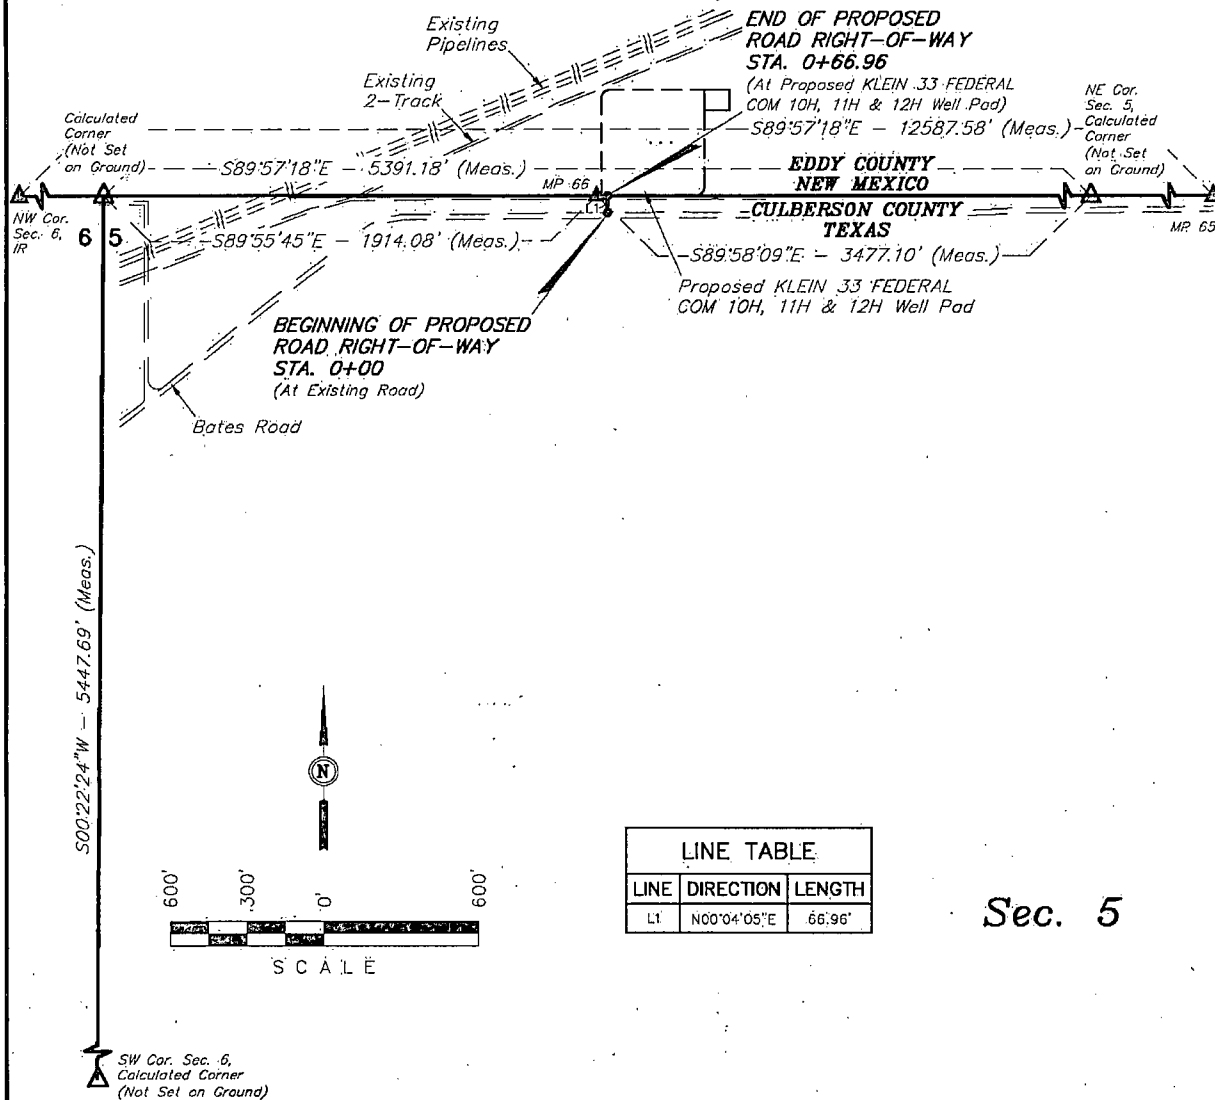 Existing
Pipelines
Existing
2-Track
END OF PROPOSED
ROAD RIGHT-OF-WAY
STA. 0+66.96
(At Proposed KLEIN 33 FEDERAL
COM 10H, 11H & 12H Well Pad)
Calculated
Corner
(Not Set
on Ground)
NE Cor.
Sec. 5,
Calculated
Corner
(Not Set
on Ground)
S89°57'18"E - 12587.58' (Meas.)
S89°57'18"E - 5391.18' (Meas.)
EDDY COUNTY
NEW MEXICO
MP 66
L1
CULBERSON COUNTY
TEXAS
MP 65
NW Cor.
Sec. 6,
IR
6 5
S89°55'45"E - 1914.08' (Meas.)
S89°58'09"E - 3477.10' (Meas.)
Proposed KLEIN 33 FEDERAL
COM 10H, 11H & 12H Well Pad
BEGINNING OF PROPOSED
ROAD RIGHT-OF-WAY
STA. 0+00
(At Existing Road)
Bates Road
S00°22'24"W - 5447.69' (Meas.)
N
600' 300' 0' 600'
SCALE
LINE TABLE
LINE DIRECTION LENGTH
L1 N00°04'05"E 66.96'
Sec. 5
SW Cor. Sec. 6,
Calculated Corner
(Not Set on Ground)